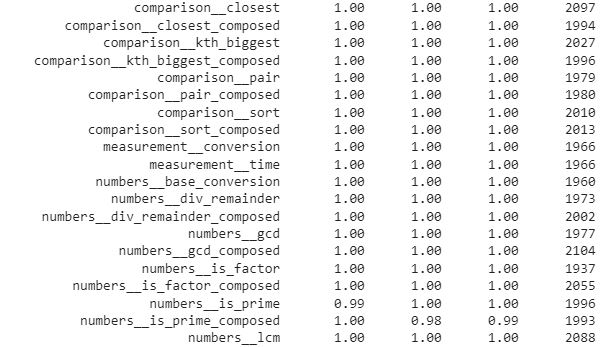 comparison__closest 1.00 1.00 1.00 2097
comparison__closest_composed 1.00 1.00 1.00 1994
comparison__kth_biggest 1.00 1.00 1.00 2027
comparison__kth_biggest_composed 1.00 1.00 1.00 1996
comparison__pair 1.00 1.00 1.00 1979
comparison__pair_composed 1.00 1.00 1.00 1980
comparison__sort 1.00 1.00 1.00 2010
comparison__sort_composed 1.00 1.00 1.00 2013
measurement__conversion 1.00 1.00 1.00 1966
measurement__time 1.00 1.00 1.00 1966
numbers__base_conversion 1.00 1.00 1.00 1960
numbers__div_remainder 1.00 1.00 1.00 1973
numbers__div_remainder_composed 1.00 1.00 1.00 2002
numbers__gcd 1.00 1.00 1.00 1977
numbers__gcd_composed 1.00 1.00 1.00 2104
numbers__is_factor 1.00 1.00 1.00 1937
numbers__is_factor_composed 1.00 1.00 1.00 2055
numbers__is_prime 0.99 1.00 1.00 1996
numbers__is_prime_composed 1.00 0.98 0.99 1993
numbers__lcm 1.00 1.00 1.00 2088